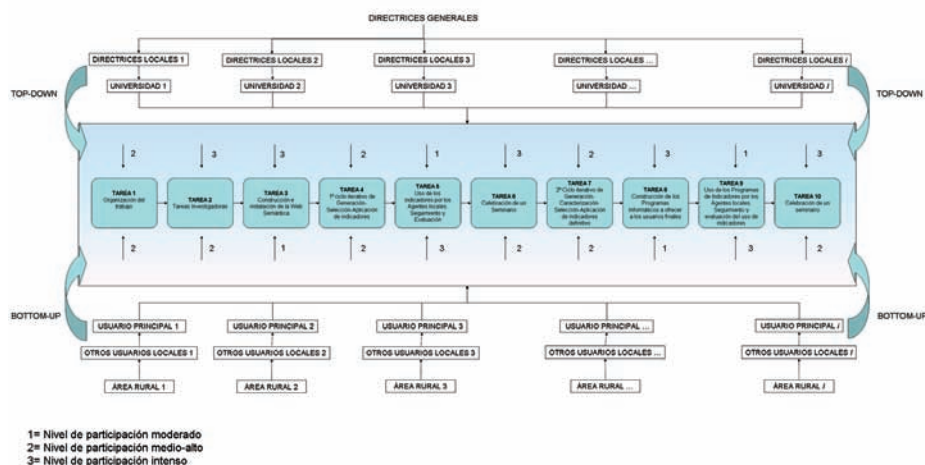 DIRECTRICES GENERALES
DIRECTRICES LOCALES 1
DIRECTRICES LOCALES 2
DIRECTRICES LOCALES 3
DIRECTRICES LOCALES ...
DIRECTRICES LOCALES I
TOP-DOWN
UNIVERSIDAD 1
UNIVERSIDAD 2
UNIVERSIDAD 3
UNIVERSIDAD ...
UNIVERSIDAD I
TOP-DOWN
2
3
3
2
1
3
2
3
1
3
TAREA 1
Organización del
trabajo
TAREA 2
Tareas Investigadoras
TAREA 3
Construcción e
instalación de la Web
Semántica
TAREA 4
1º Ciclo Iterativo de
Generación-
Selección-Aplicación
de indicadores
TAREA 5
Uso de los
indicadores por los
Agentes locales.
Seguimiento y
Evaluación
TAREA 6
Celebración de un
Seminario
TAREA 7
2º Ciclo iterativo de
Generación-
Caracterización-
Selección-Aplicación
de indicadores
definitivo
TAREA 8
Construcción de los
Programas
Informáticos a ofrecer
a los usuarios finales
TAREA 9
Uso de los Programas
de Indicadores por los
Agentes locales.
Seguimiento y
evaluación del uso de
indicadores
TAREA 10
Celebración de un
seminario
2
2
1
2
3
2
2
1
3
2
BOTTOM-UP
BOTTOM-UP
USUARIO PRINCIPAL 1
USUARIO PRINCIPAL 2
USUARIO PRINCIPAL 3
USUARIO PRINCIPAL ...
USUARIO PRINCIPAL I
OTROS USUARIOS LOCALES 1
OTROS USUARIOS LOCALES 2
OTROS USUARIOS LOCALES 3
OTROS USUARIOS LOCALES ...
OTROS USUARIOS LOCALES I
ÁREA RURAL 1
ÁREA RURAL 2
ÁREA RURAL 3
ÁREA RURAL ...
ÁREA RURAL I
1= Nivel de participación moderado
2= Nivel de participación medio-alto
3= Nivel de participación intenso